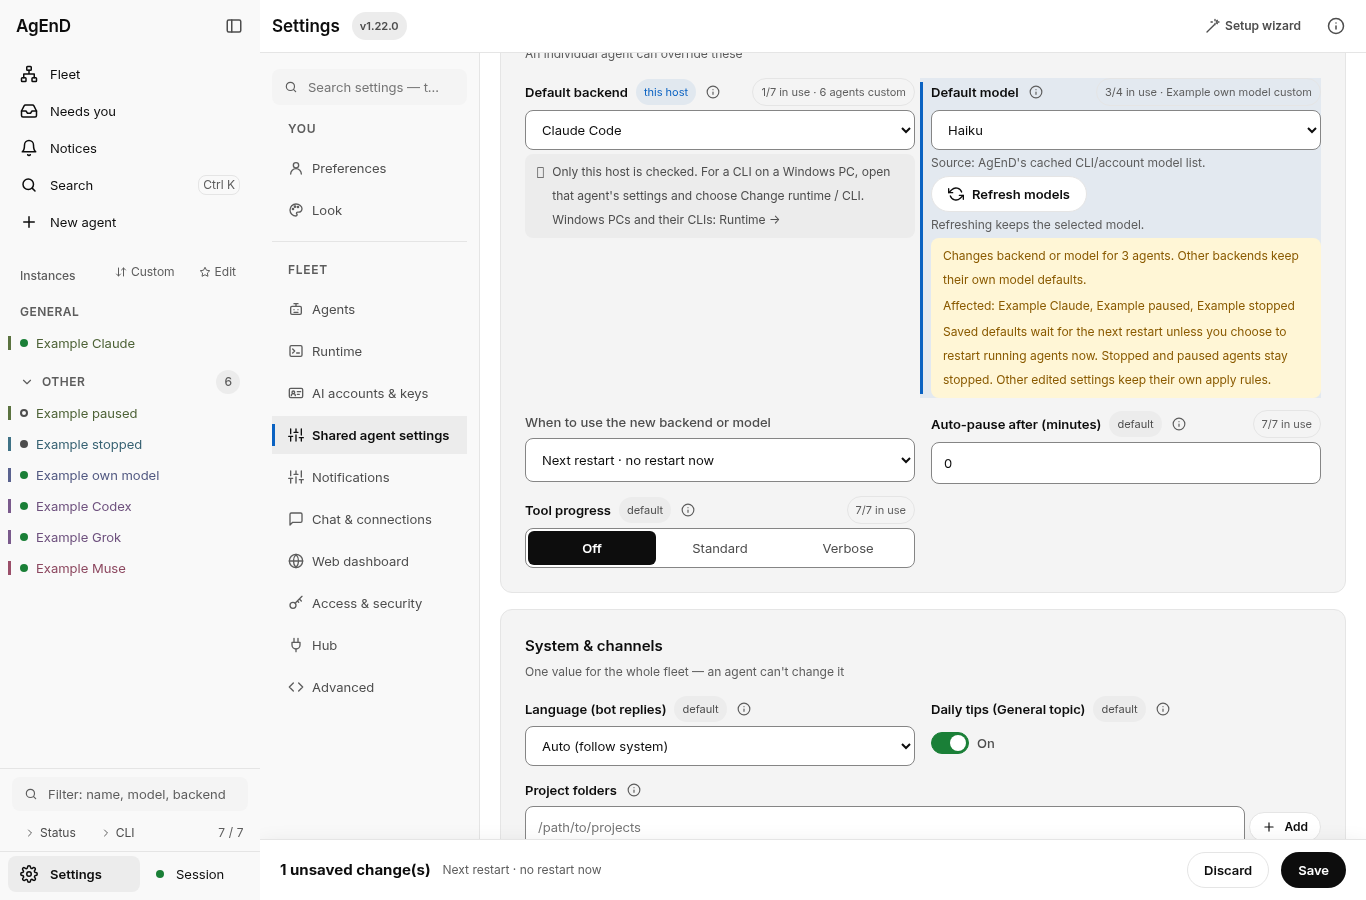 AgEnD
Fleet
Needs you
Notices
Search
Ctrl K
New agent
Instances
Custom
Edit
GENERAL
Example Claude
OTHER
6
Example paused
Example stopped
Example own model
Example Codex
Example Grok
Example Muse
Filter: name, model, backend
Status
CLI
7 / 7
Settings
Session
Settings
v1.22.0
Setup wizard
Search settings — t...
YOU
Preferences
Look
FLEET
Agents
Runtime
AI accounts & keys
Shared agent settings
Notifications
Chat & connections
Web dashboard
Access & security
Hub
Advanced
An individual agent can override these
Default backend
this host
1/7 in use · 6 agents custom
Claude Code
Only this host is checked. For a CLI on a Windows PC, open
that agent's settings and choose Change runtime / CLI.
Windows PCs and their CLIs: Runtime →
Default model
3/4 in use · Example own model custom
Haiku
Source: AgEnD's cached CLI/account model list.
Refresh models
Refreshing keeps the selected model.
Changes backend or model for 3 agents. Other backends keep
their own model defaults.
Affected: Example Claude, Example paused, Example stopped
Saved defaults wait for the next restart unless you choose to
restart running agents now. Stopped and paused agents stay
stopped. Other edited settings keep their own apply rules.
When to use the new backend or model
Next restart · no restart now
Auto-pause after (minutes)
default
7/7 in use
0
Tool progress
default
7/7 in use
Off
Standard
Verbose
System & channels
One value for the whole fleet — an agent can't change it
Language (bot replies)
default
Auto (follow system)
Daily tips (General topic)
default
On
Project folders
/path/to/projects
Add
1 unsaved change(s)
Next restart · no restart now
Discard
Save